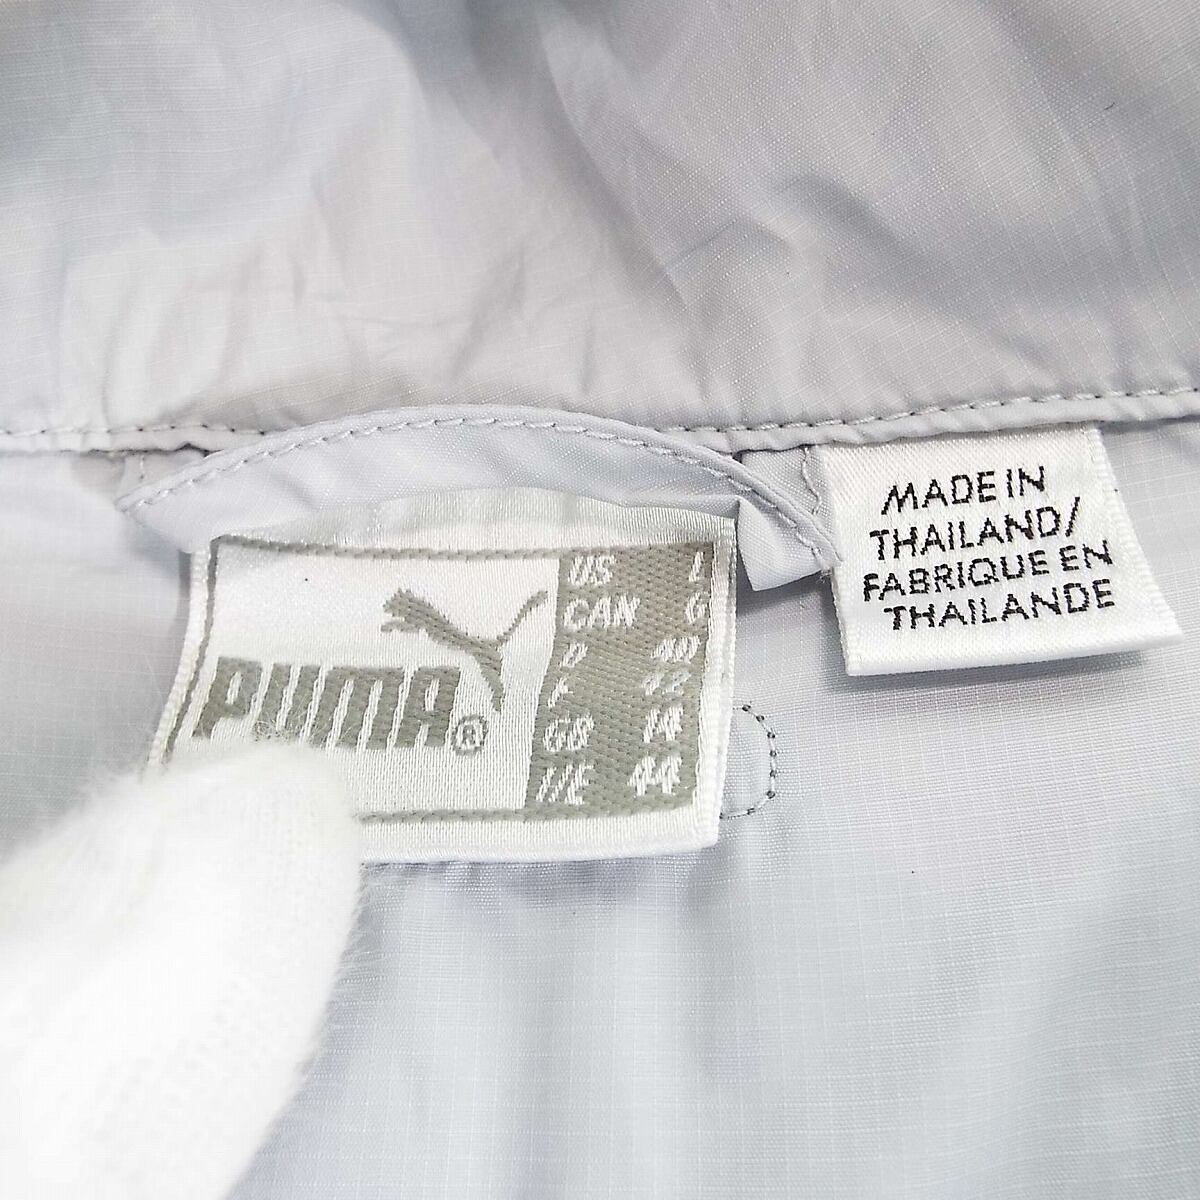 PUMA®
US L
CAN G
D 40
F 42
GB 14
I/E 44
MADE IN
THAILAND/
FABRIQUE EN
THAILANDE